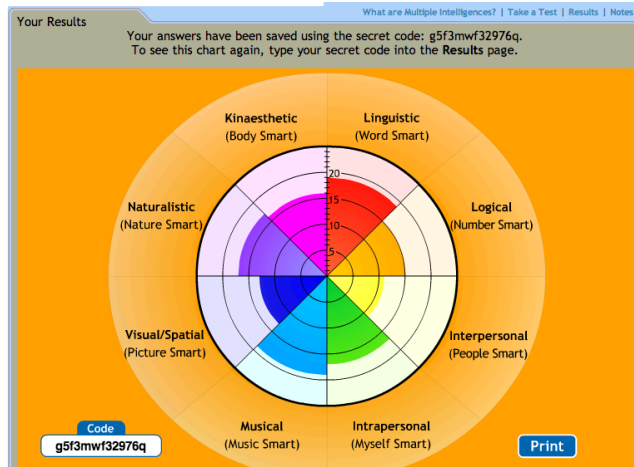 What are Multiple Intelligences? | Take a Test | Results | Notes
Your Results
Your answers have been saved using the secret code: g5f3mwf32976q.
To see this chart again, type your secret code into the Results page.
Kinaesthetic
(Body Smart)
Linguistic
(Word Smart)
20
15
10
5
Naturalistic
(Nature Smart)
Logical
(Number Smart)
Visual/Spatial
(Picture Smart)
Interpersonal
(People Smart)
Musical
(Music Smart)
Intrapersonal
(Myself Smart)
Code
g5f3mwf32976q
Print